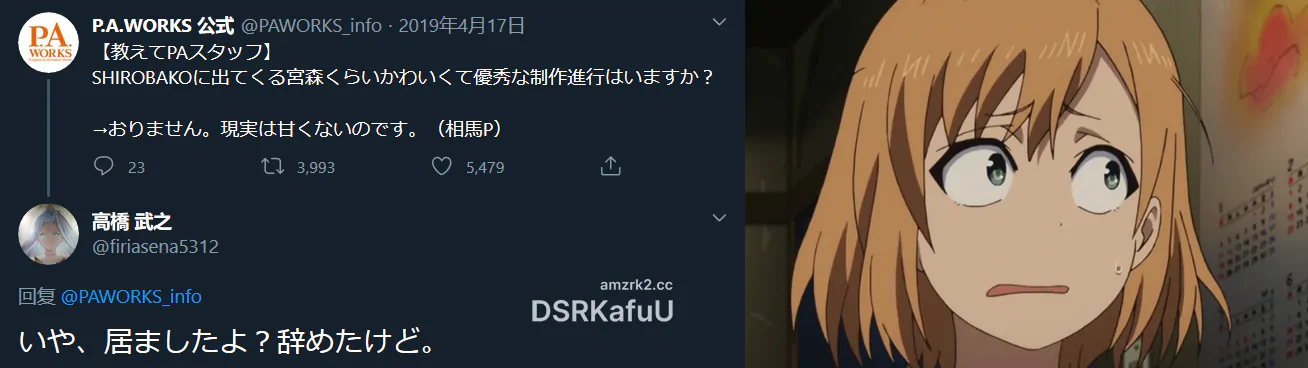 P.A.WORKS 公式 @PAWORKS_info · 2019年4月17日
P.A.
WORKS
【教えてPAスタッフ】
SHIROBAKOに出てくる宮森くらいかわいくて優秀な制作進行はいますか？
→おりません。現実は甘くないのです。（相馬P）
23 3,993 5,479
高橋 武之
@firiasena5312
回复 @PAWORKS_info
いや、居ましたよ？辞めたけど。
amzrk2.cc
DSRKafuU